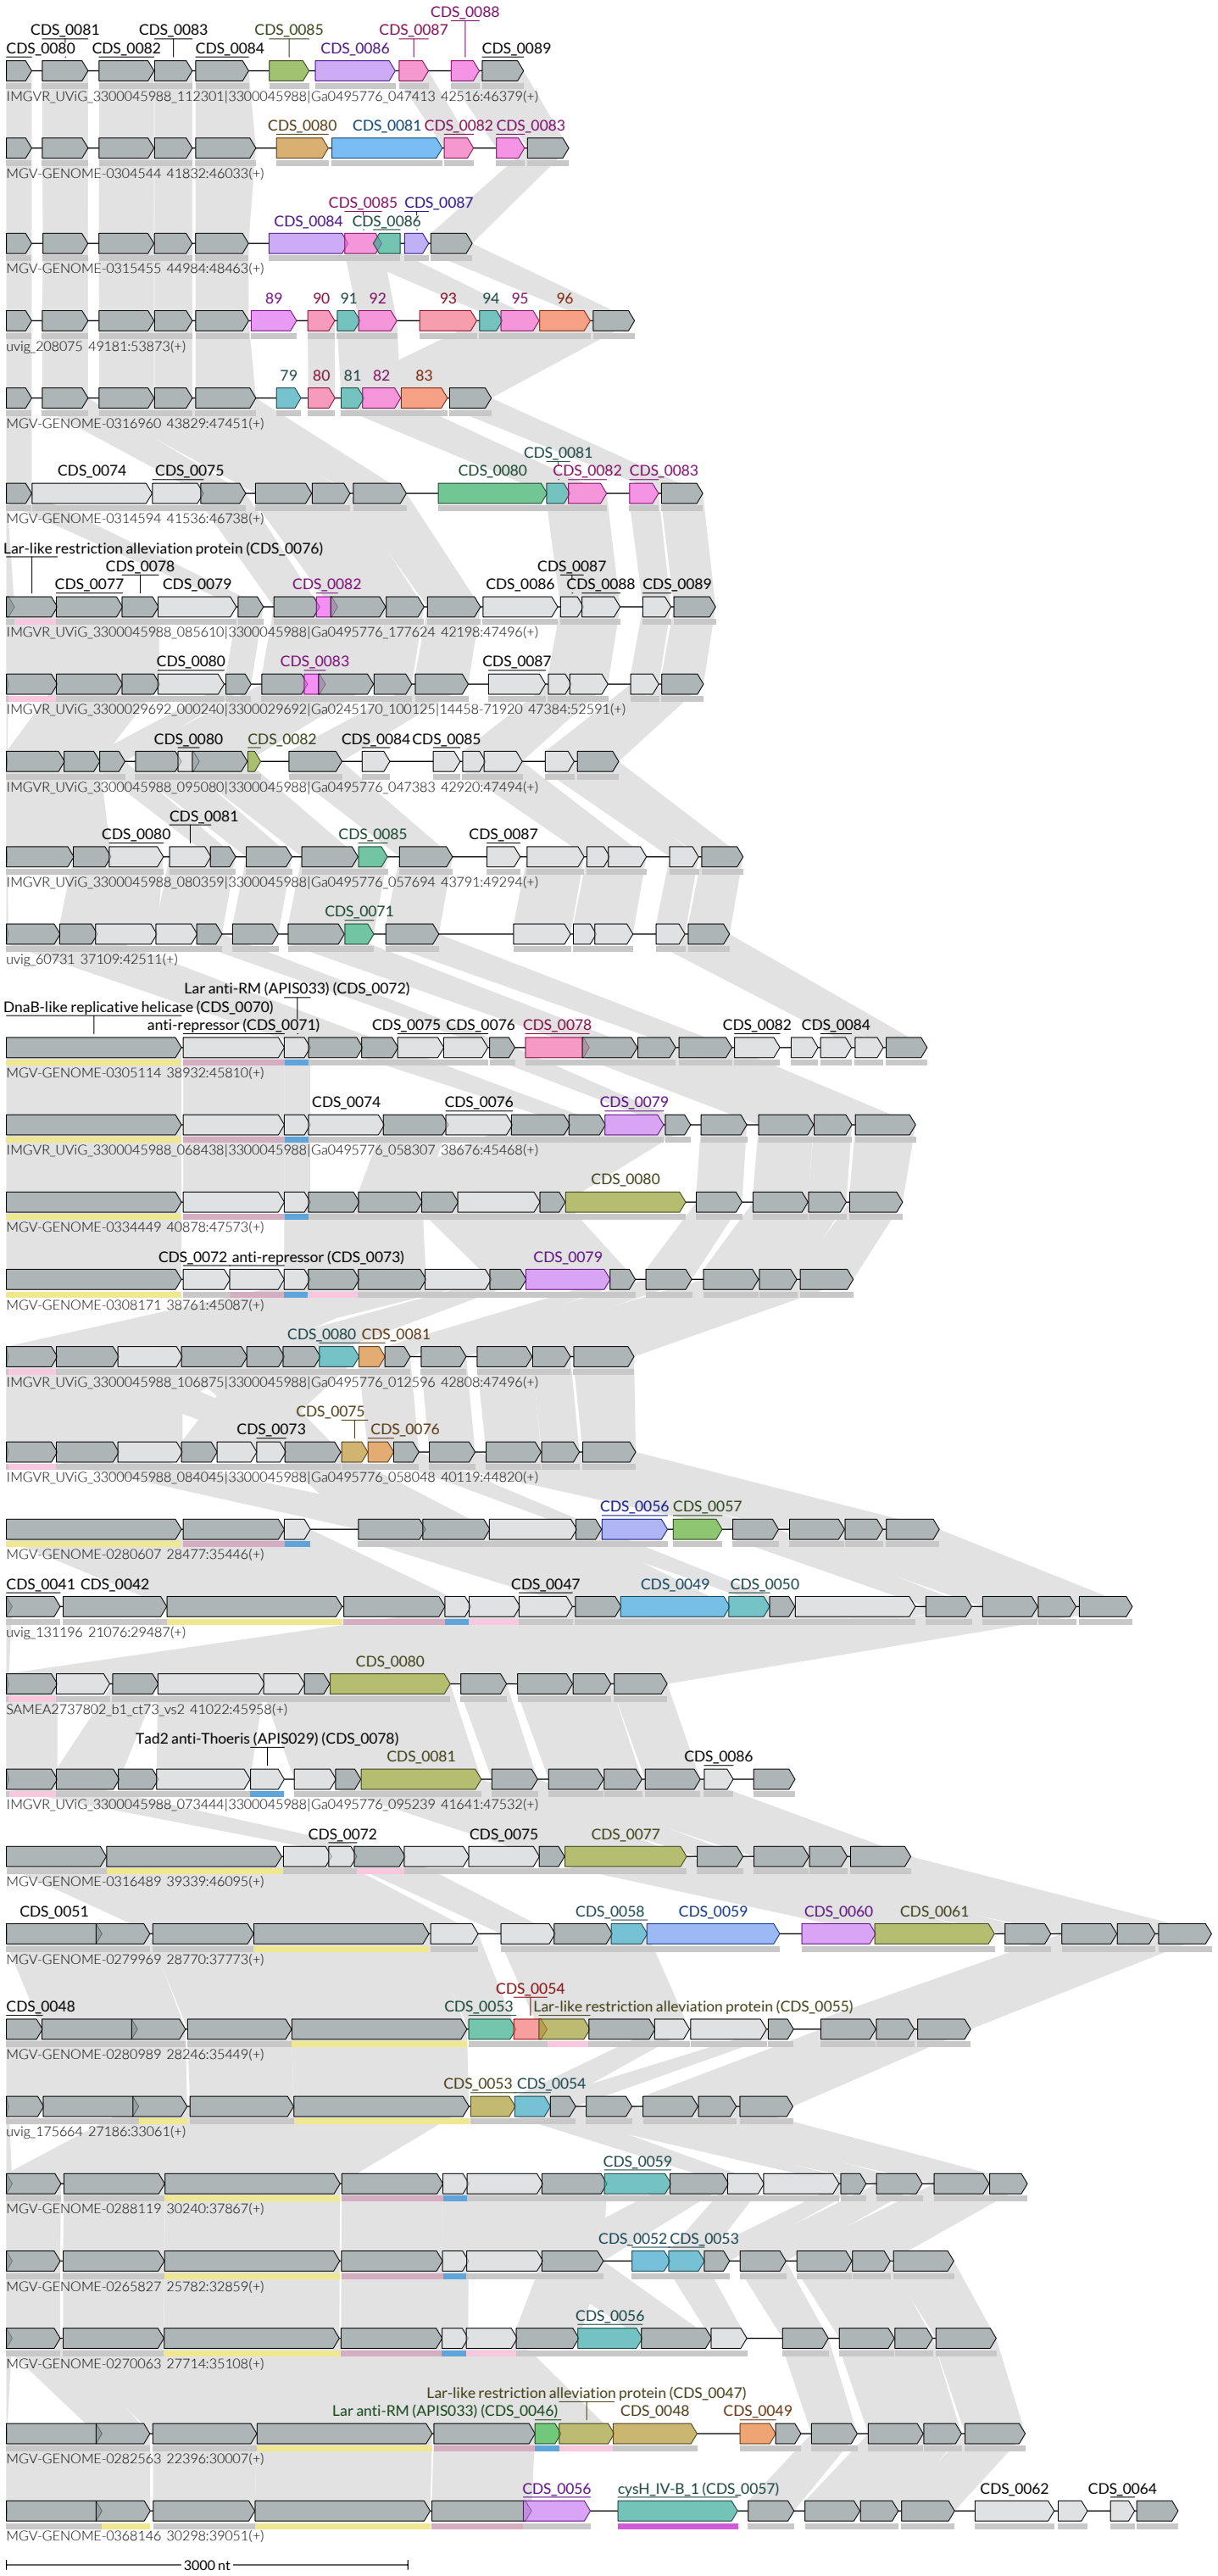 CDS_0088
CDS_0081 CDS_0083 CDS_0085 CDS_0087
CDS_0080 CDS_0082 CDS_0084 CDS_0086 CDS_0089
IMGVR_UViG_3300045988_112301|3300045988|Ga0495776_047413 42516:46379(+)
CDS_0080 CDS_0081 CDS_0082 CDS_0083
MGV-GENOME-0304544 41832:46033(+)
CDS_0085 CDS_0087
CDS_0084 CDS_0086
MGV-GENOME-0315455 44984:48463(+)
89 90 91 92 93 94 95 96
uvig_208075 49181:53873(+)
79 80 81 82 83
MGV-GENOME-0316960 43829:47451(+)
CDS_0081
CDS_0074 CDS_0075 CDS_0080 CDS_0082 CDS_0083
MGV-GENOME-0314594 41536:46738(+)
Lar-like restriction alleviation protein (CDS_0076)
CDS_0078 CDS_0087
CDS_0077 CDS_0079 CDS_0082 CDS_0086 CDS_0088 CDS_0089
IMGVR_UViG_3300045988_085610|3300045988|Ga0495776_177624 42198:47496(+)
CDS_0080 CDS_0083 CDS_0087
IMGVR_UViG_3300029692_000240|3300029692|Ga0245170_100125|14458-71920 47384:52591(+)
CDS_0080 CDS_0082 CDS_0084 CDS_0085
IMGVR_UViG_3300045988_095080|3300045988|Ga0495776_047383 42920:47494(+)
CDS_0081
CDS_0080 CDS_0085 CDS_0087
IMGVR_UViG_3300045988_080359|3300045988|Ga0495776_057694 43791:49294(+)
CDS_0071
uvig_60731 37109:42511(+)
Lar anti-RM (APIS033) (CDS_0072)
DnaB-like replicative helicase (CDS_0070)
anti-repressor (CDS_0071) CDS_0075 CDS_0076 CDS_0078 CDS_0082 CDS_0084
MGV-GENOME-0305114 38932:45810(+)
CDS_0074 CDS_0076 CDS_0079
IMGVR_UViG_3300045988_068438|3300045988|Ga0495776_058307 38676:45468(+)
CDS_0080
MGV-GENOME-0334449 40878:47573(+)
CDS_0072 anti-repressor (CDS_0073) CDS_0079
MGV-GENOME-0308171 38761:45087(+)
CDS_0080 CDS_0081
IMGVR_UViG_3300045988_106875|3300045988|Ga0495776_012596 42808:47496(+)
CDS_0075
CDS_0073 CDS_0076
IMGVR_UViG_3300045988_084045|3300045988|Ga0495776_058048 40119:44820(+)
CDS_0056 CDS_0057
MGV-GENOME-0280607 28477:35446(+)
CDS_0041 CDS_0042 CDS_0047 CDS_0049 CDS_0050
uvig_131196 21076:29487(+)
CDS_0080
SAMEA2737802_b1_ct73_vs2 41022:45958(+)
Tad2 anti-Thoeris (APIS029) (CDS_0078)
CDS_0081 CDS_0086
IMGVR_UViG_3300045988_073444|3300045988|Ga0495776_095239 41641:47532(+)
CDS_0072 CDS_0075 CDS_0077
MGV-GENOME-0316489 39339:46095(+)
CDS_0051 CDS_0058 CDS_0059 CDS_0060 CDS_0061
MGV-GENOME-0279969 28770:37773(+)
CDS_0054
CDS_0048 CDS_0053 Lar-like restriction alleviation protein (CDS_0055)
MGV-GENOME-0280989 28246:35449(+)
CDS_0053 CDS_0054
uvig_175664 27186:33061(+)
CDS_0059
MGV-GENOME-0288119 30240:37867(+)
CDS_0052 CDS_0053
MGV-GENOME-0265827 25782:32859(+)
CDS_0056
MGV-GENOME-0270063 27714:35108(+)
Lar-like restriction alleviation protein (CDS_0047)
Lar anti-RM (APIS033) (CDS_0046) CDS_0048 CDS_0049
MGV-GENOME-0282563 22396:30007(+)
CDS_0056 cysH_IV-B_1 (CDS_0057) CDS_0062 CDS_0064
MGV-GENOME-0368146 30298:39051(+)
3000 nt